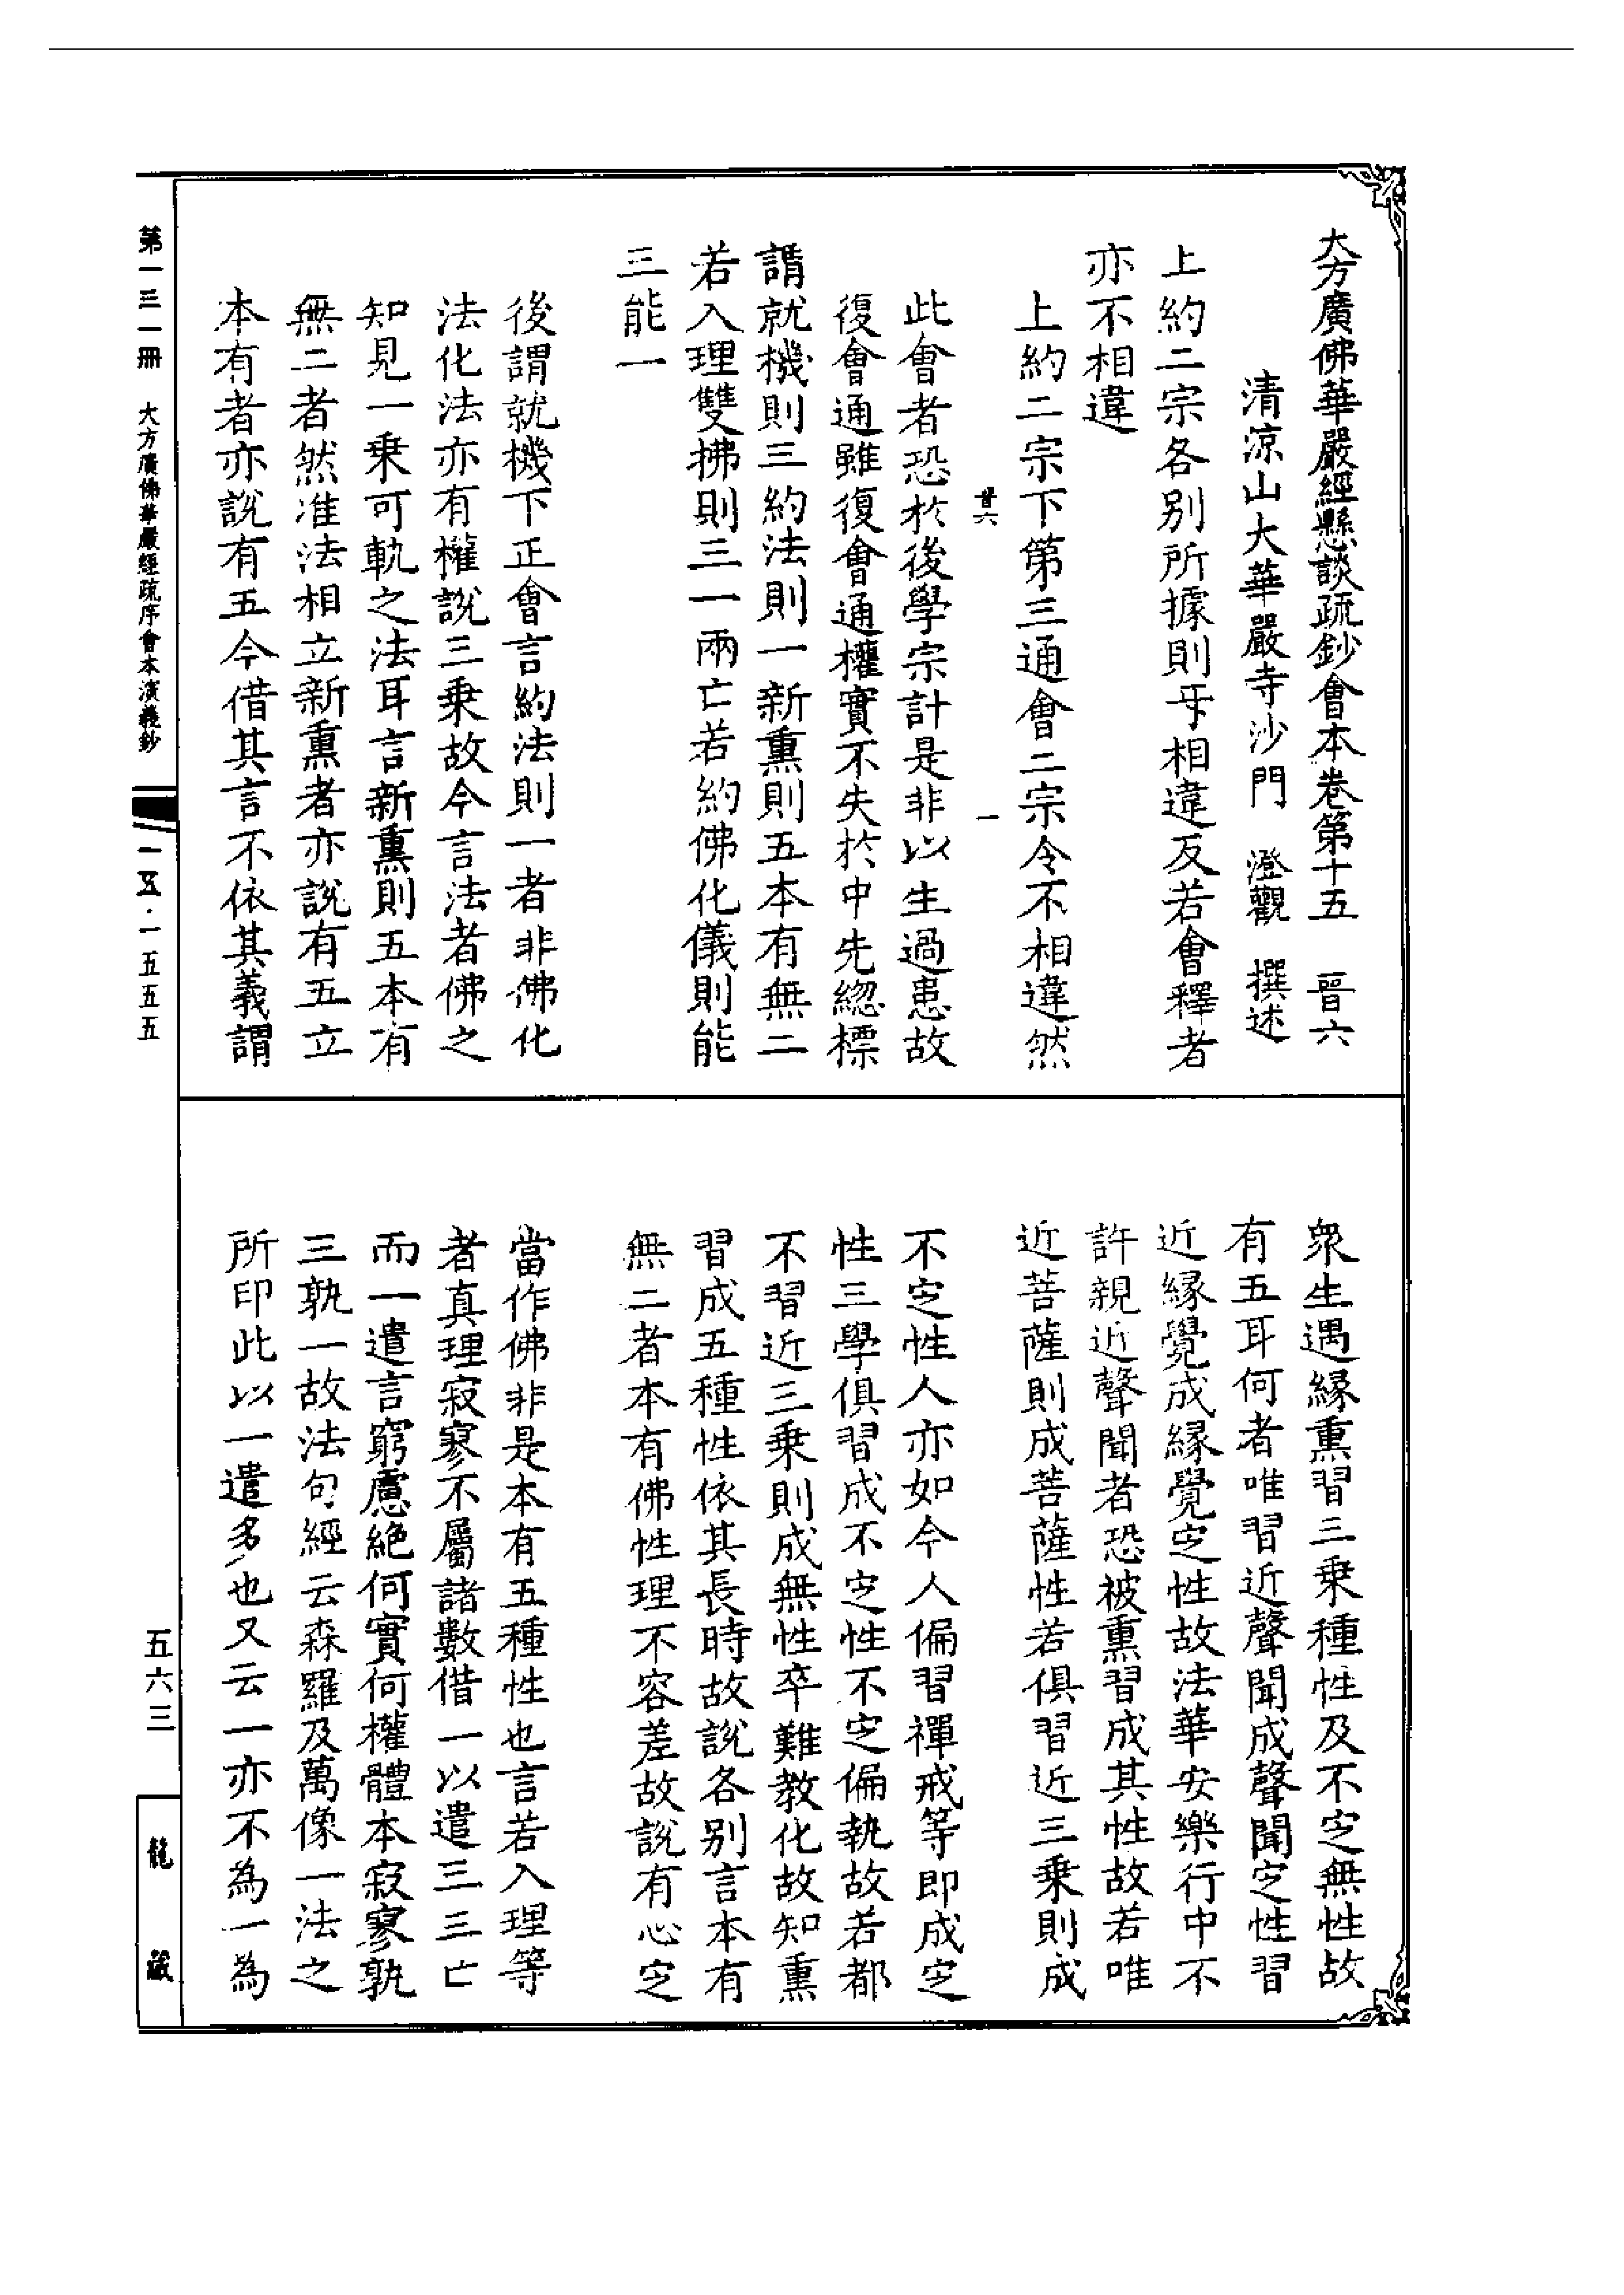 大方廣佛華嚴經懸談疏鈔會本卷第十五　晉六
清涼山大華嚴寺沙門　澄觀　撰述
上約二宗各別所據則㸦相違反若會釋者
亦不相違
上約二宗下第三通會二宗令不相違然
晉六　一
此會者恐於後學宗計是非以生過患故
復會通雖復會通權實不失於中先總標
謂就機則三約法則一新熏則五本有無二
若入理雙拂則三一兩亡若約佛化儀則能
三能一
後謂就機下正會言約法則一者非佛化
法化法亦有權說三乗故今言法者佛之
知見一乗可軌之法耳言新熏則五本有
無二者然准法相立新熏者亦說有五立
本有者亦說有五今借其言不依其義謂
衆生遇緣熏習三乗種性及不定無性故
有五耳何者唯習近聲聞成聲聞定性習
近緣覺成緣覺定性故法華安樂行中不
許親近聲聞者恐被熏習成其性故若唯
近菩薩則成菩薩性若俱習近三乗則成
不定性人亦如今人偏習禪戒等即成定
性三學俱習成不定性不定偏執故若都
不習近三乗則成無性卒難教化故知熏
習成五種性依其長時故說各別言本有
無二者本有佛性理不容差故說有心定
當作佛非是本有五種性也言若入理等
者真理寂寥不屬諸數借一以遣三三亡
而一遣言窮慮絕何實何權體本寂寥孰
三孰一故法句經云森羅及萬像一法之
所印此以一遣多也又云一亦不為一為
第一三一冊　大方廣佛華嚴經疏序會本演義鈔
一五·一五五五
五六三
龍藏